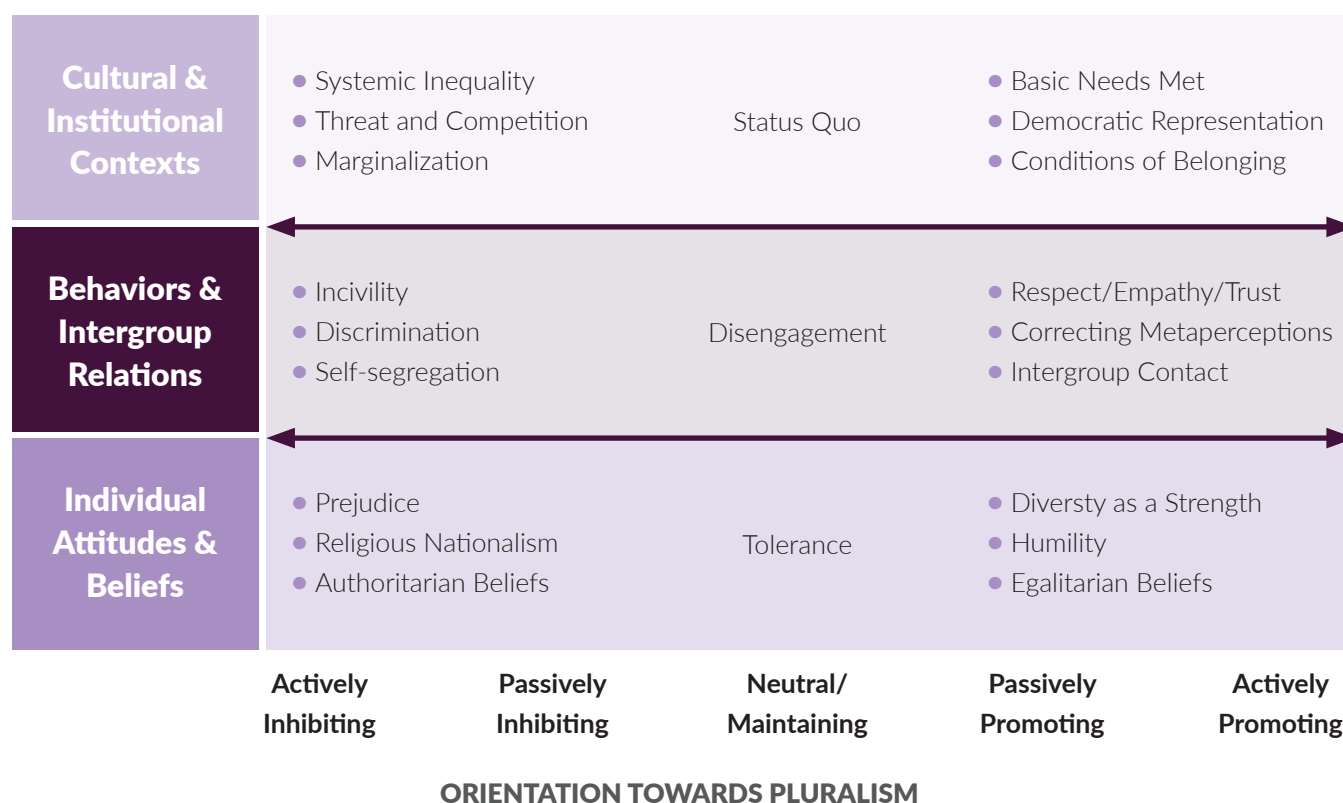 Cultural &
Institutional
Contexts
• Systemic Inequality
• Threat and Competition
• Marginalization
Status Quo
• Basic Needs Met
• Democratic Representation
• Conditions of Belonging
Behaviors &
Intergroup
Relations
• Incivility
• Discrimination
• Self-segregation
Disengagement
• Respect/Empathy/Trust
• Correcting Metaperceptions
• Intergroup Contact
Individual
Attitudes &
Beliefs
• Prejudice
• Religious Nationalism
• Authoritarian Beliefs
Tolerance
• Diversty as a Strength
• Humility
• Egalitarian Beliefs
Actively
Inhibiting
Passively
Inhibiting
Neutral/
Maintaining
Passively
Promoting
Actively
Promoting
ORIENTATION TOWARDS PLURALISM